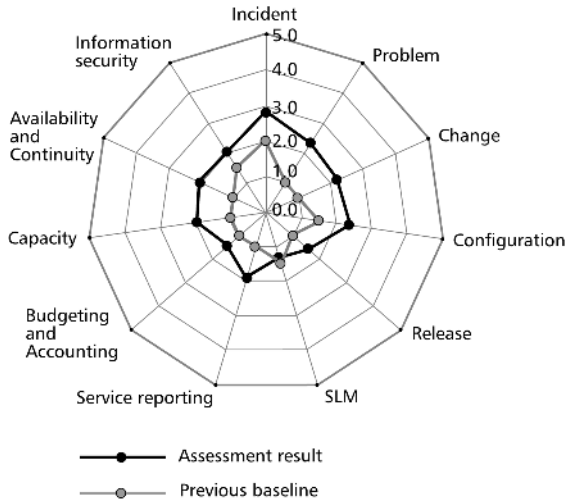 Incident
5.0
4.0
3.0
2.0
1.0
0.0
Problem
Change
Configuration
Release
SLM
Service reporting
Budgeting
and
Accounting
Capacity
Availability
and
Continuity
Information
security
Assessment result
Previous baseline